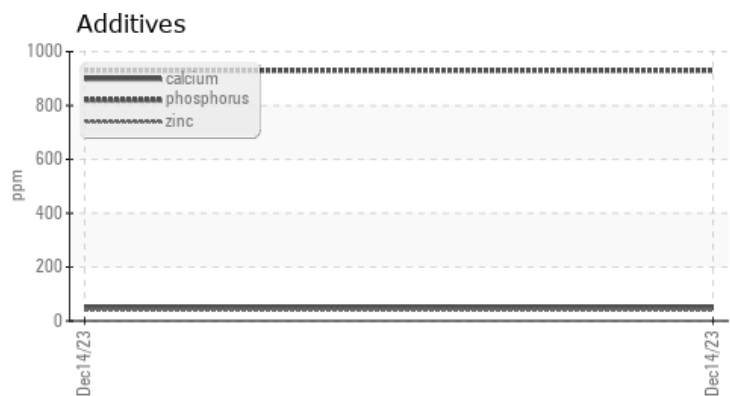 Additives
1000
800
600
400
200
0
ppm
calcium
phosphorus
zinc
Dec14/23
Dec14/23